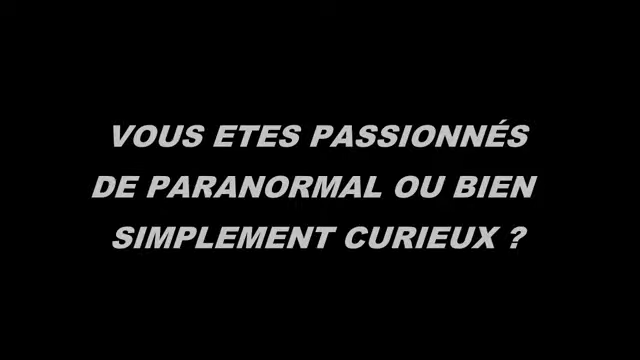 VOUS ETES PASSIONNÉS
DE PARANORMAL OU BIEN
SIMPLEMENT CURIEUX ?